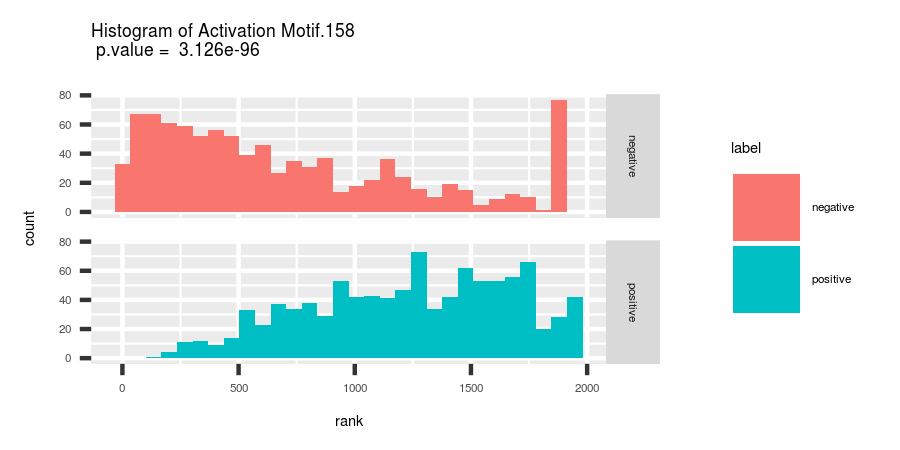 Histogram of Activation Motif.158
p.value =  3.126e-96
80
60
40
20
0
negative
80
60
40
20
0
positive
0
500
1000
1500
2000
rank
count
label
negative
positive